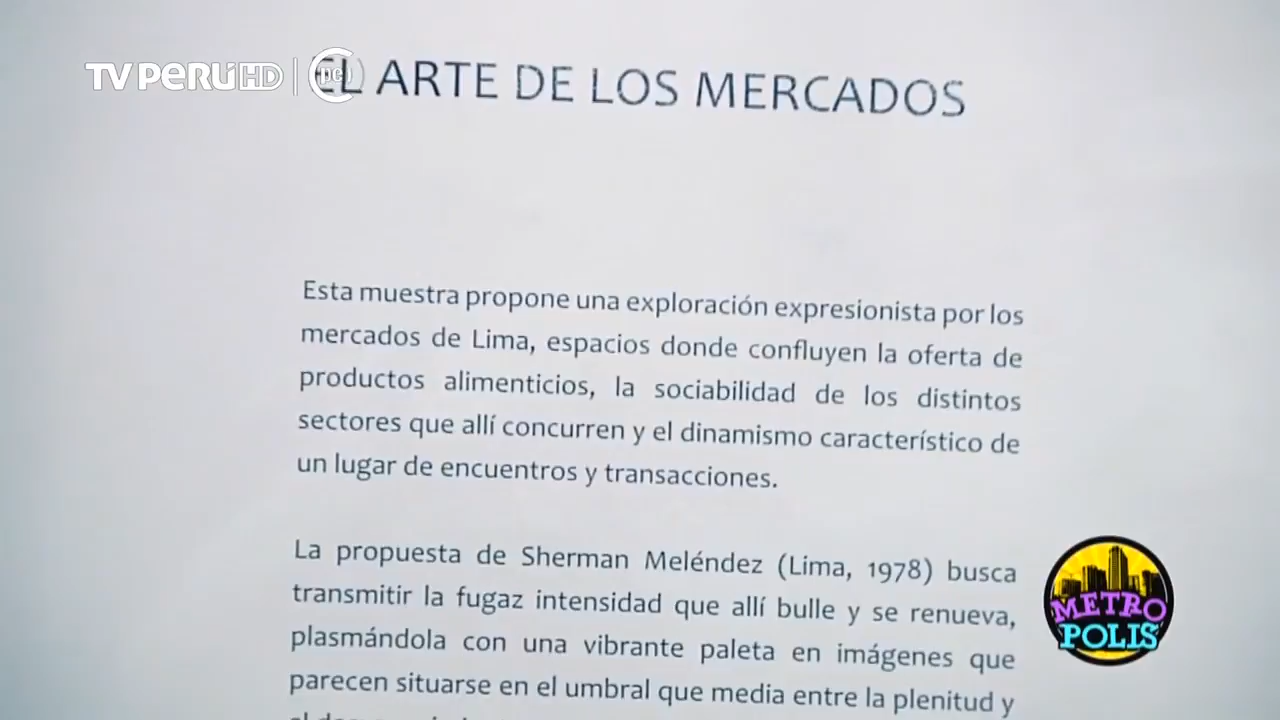 TVPERÚHD
EL ARTE DE LOS MERCADOS
Esta muestra propone una exploración expresionista por los
mercados de Lima, espacios donde confluyen la oferta de
productos alimenticios, la sociabilidad de los distintos
sectores que allí concurren y el dinamismo característico de
un lugar de encuentros y transacciones.
La propuesta de Sherman Meléndez (Lima, 1978) busca
transmitir la fugaz intensidad que allí bulle y se renueva,
plasmándola con una vibrante paleta en imágenes que
parecen situarse en el umbral que media entre la plenitud y
METRO
POLIS